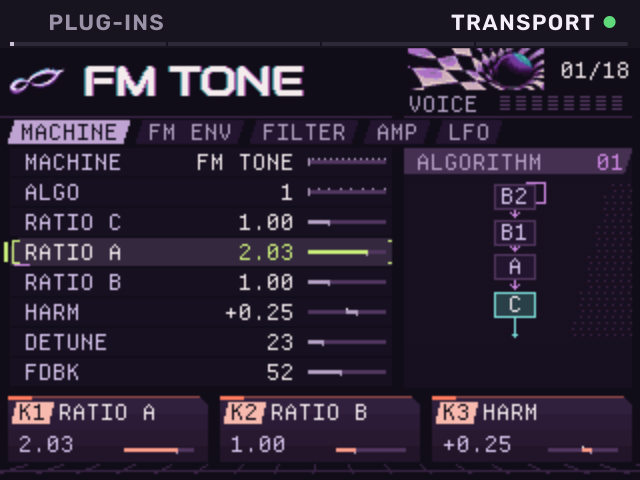 PLUG-INS TRANSPORT
FM TONE 01/18
VOICE
MACHINE FM ENV FILTER AMP LFO
MACHINE FM TONE
ALGO 1
RATIO C 1.00
RATIO A 2.03
RATIO B 1.00
HARM +0.25
DETUNE 23
FDBK 52
ALGORITHM 01
B2
B1
A
C
K1 RATIO A
2.03
K2 RATIO B
1.00
K3 HARM
+0.25